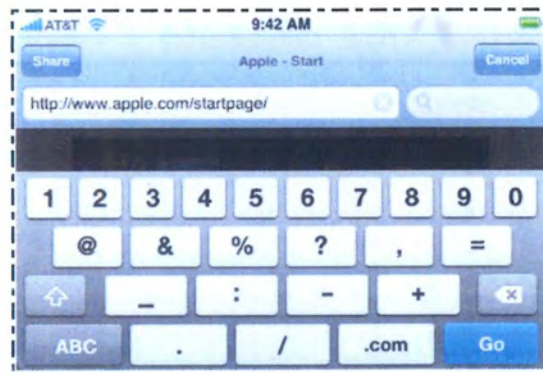 AT&T 9:42 AM
Share Apple - Start Cancel
http://www.apple.com/startpage/
1 2 3 4 5 6 7 8 9 0
@ & % ? , =
_ : - +
ABC . / .com Go